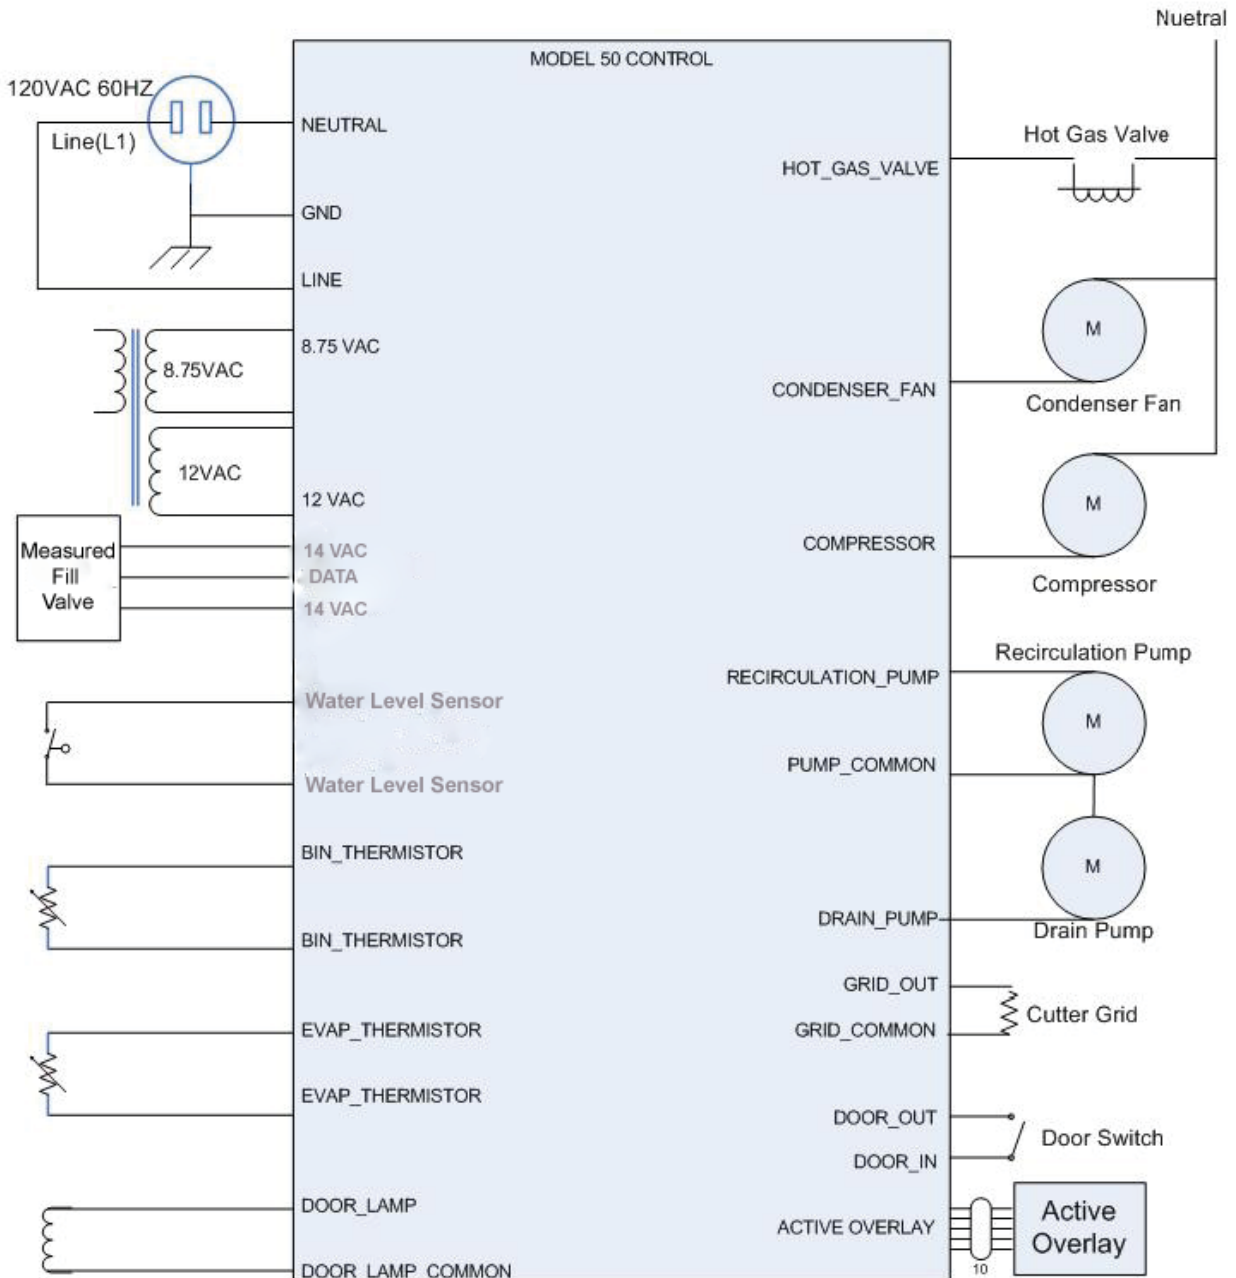 Nuetral
MODEL 50 CONTROL
120VAC 60HZ
Line(L1)
NEUTRAL
GND
LINE
8.75 VAC
8.75VAC
12VAC
12 VAC
Measured
Fill
Valve
14 VAC
DATA
14 VAC
Water Level Sensor
Water Level Sensor
BIN_THERMISTOR
BIN_THERMISTOR
EVAP_THERMISTOR
EVAP_THERMISTOR
DOOR_LAMP
DOOR_LAMP_COMMON
HOT_GAS_VALVE
Hot Gas Valve
M
CONDENSER_FAN
Condenser Fan
M
COMPRESSOR
Compressor
Recirculation Pump
RECIRCULATION_PUMP
M
PUMP_COMMON
M
DRAIN_PUMP
Drain Pump
GRID_OUT
Cutter Grid
GRID_COMMON
DOOR_OUT
Door Switch
DOOR_IN
ACTIVE OVERLAY
Active
Overlay
10